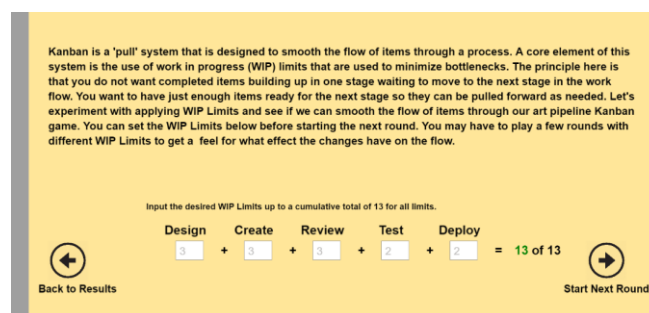 Kanban is a 'pull' system that is designed to smooth the flow of items through a process. A core element of this
system is the use of work in progress (WIP) limits that are used to minimize bottlenecks. The principle here is
that you do not want completed items building up in one stage waiting to move to the next stage in the work
flow. You want to have just enough items ready for the next stage so they can be pulled forward as needed. Let's
experiment with applying WIP Limits and see if we can smooth the flow of items through our art pipeline Kanban
game. You can set the WIP Limits below before starting the next round. You may have to play a few rounds with
different WIP Limits to get a feel for what effect the changes have on the flow.
Input the desired WIP Limits up to a cumulative total of 13 for all limits.
Design Create Review Test Deploy
3 + 3 + 3 + 2 + 2 = 13 of 13
Back to Results Start Next Round